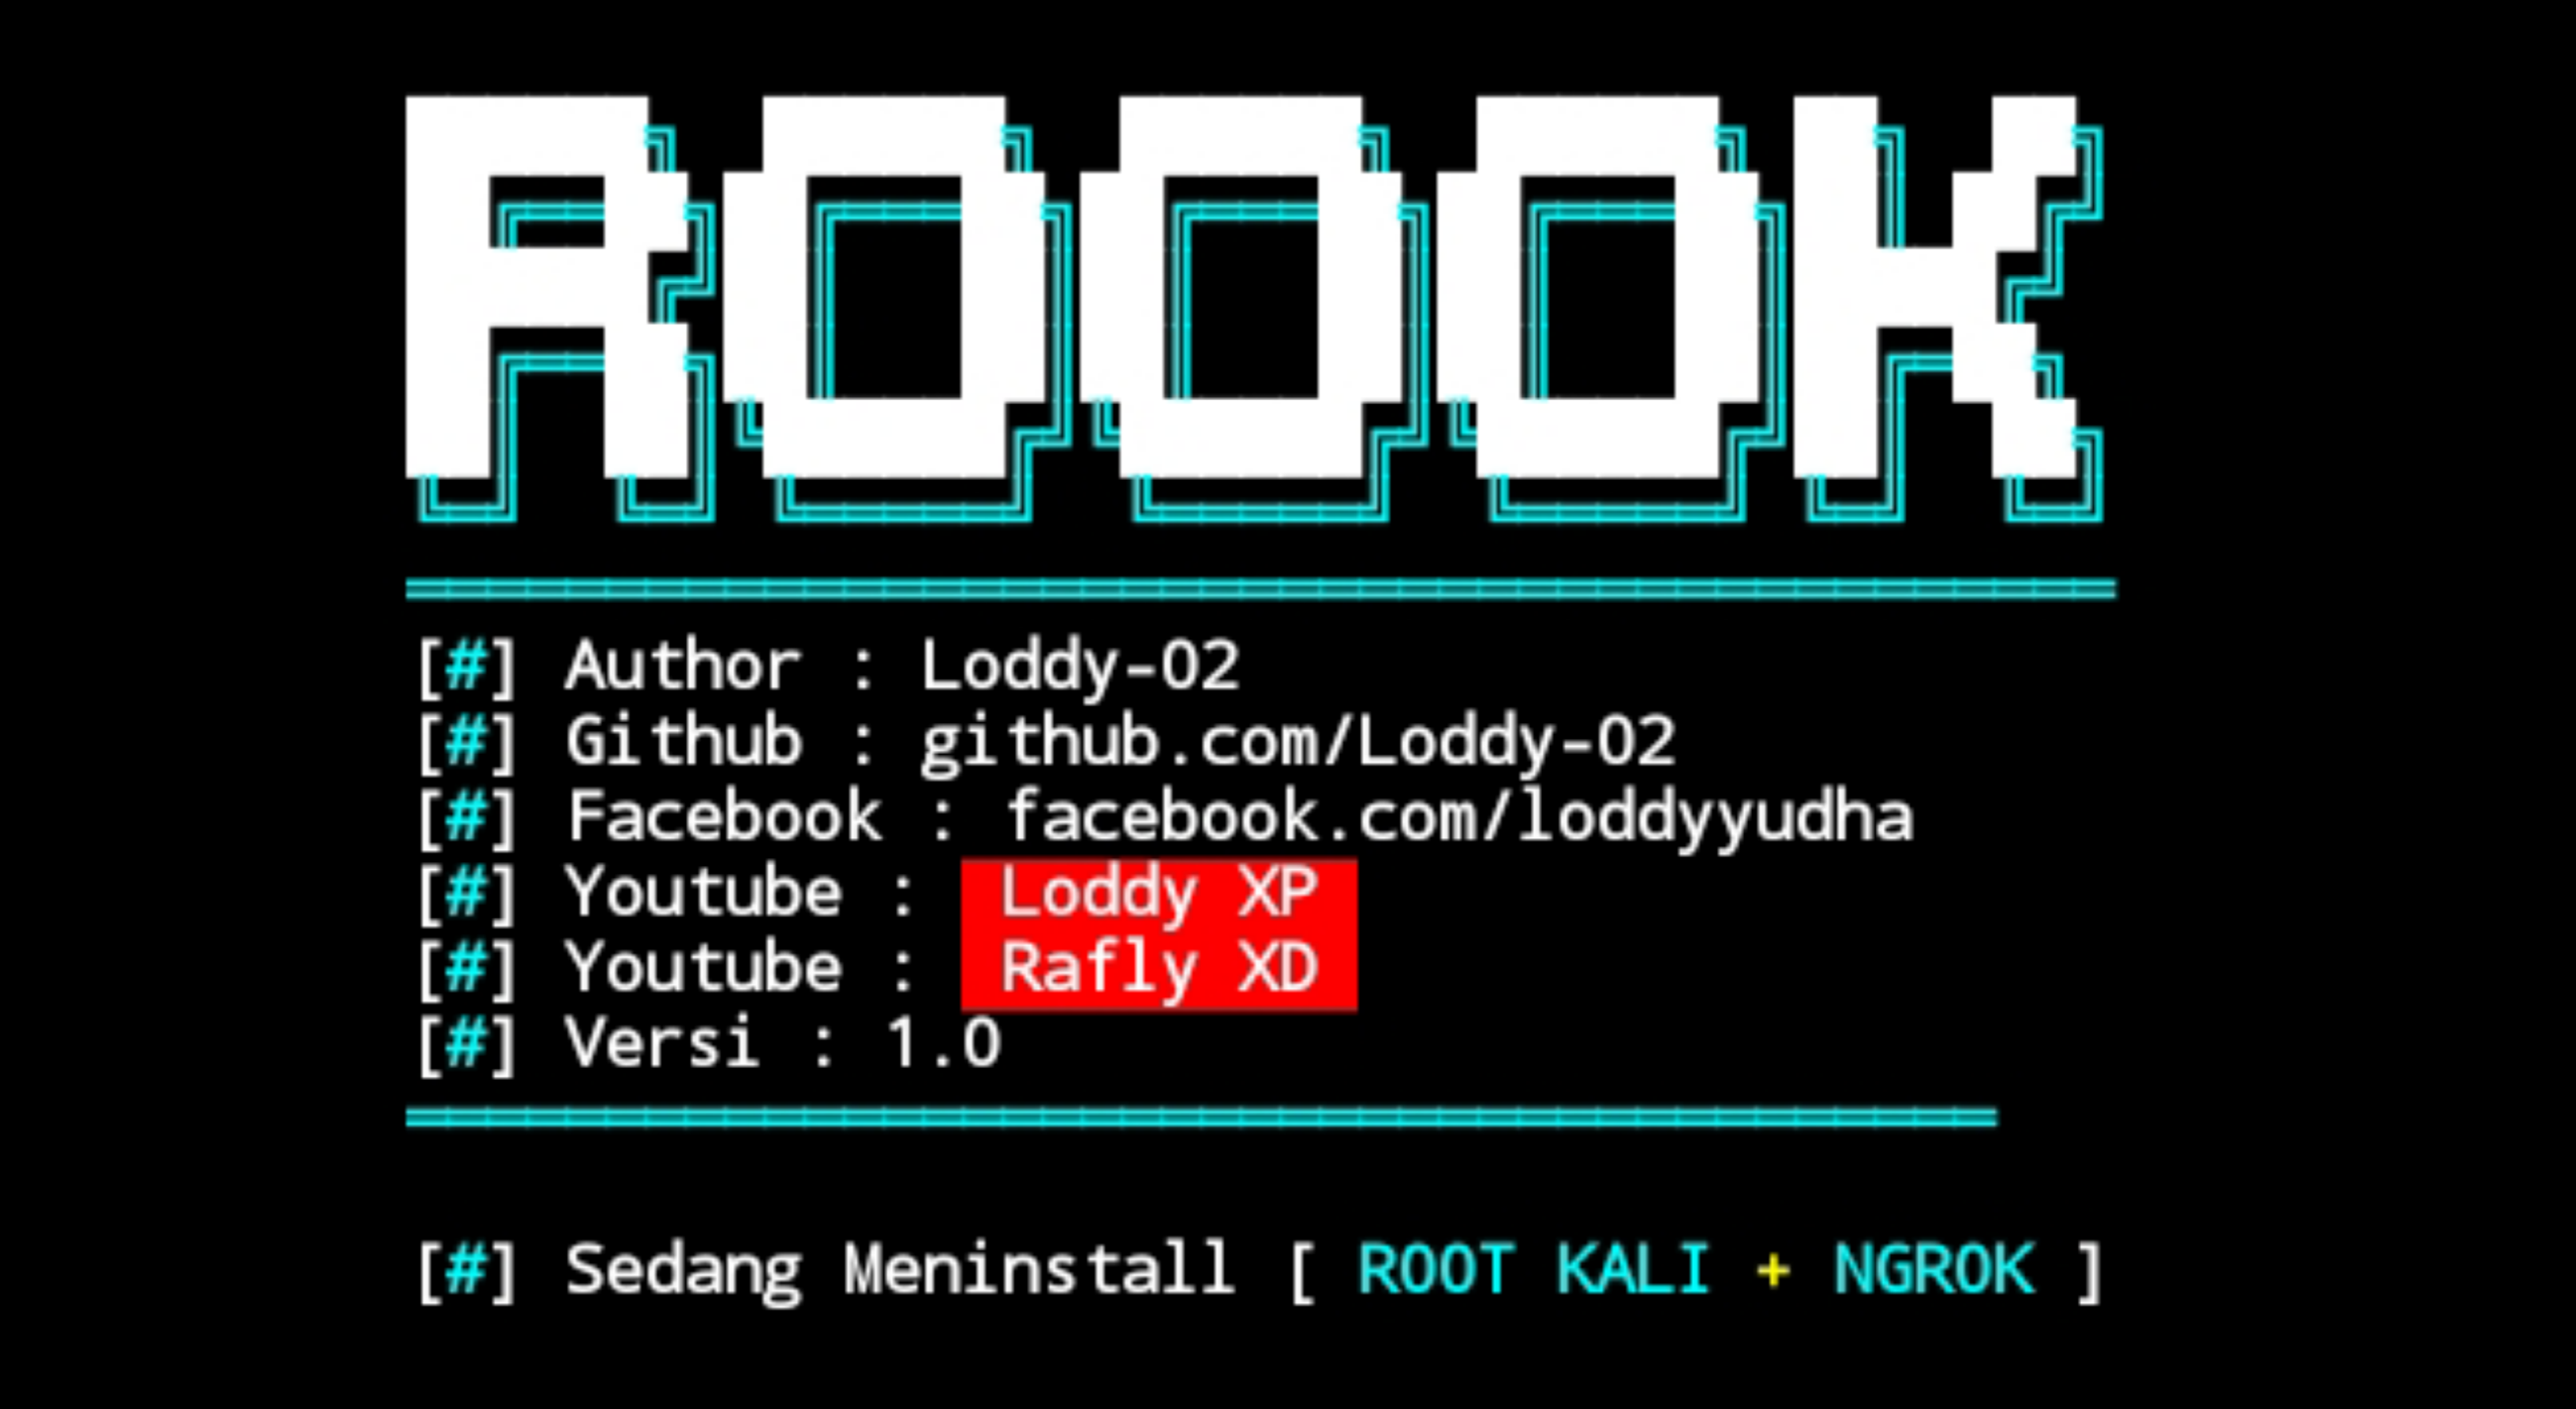 ROOOK
[#] Author : Loddy-02
[#] Github : github.com/Loddy-02
[#] Facebook : facebook.com/loddyyudha
[#] Youtube : Loddy XP
[#] Youtube : Rafly XD
[#] Versi : 1.0
[#] Sedang Meninstall [ ROOT KALI + NGROK ]